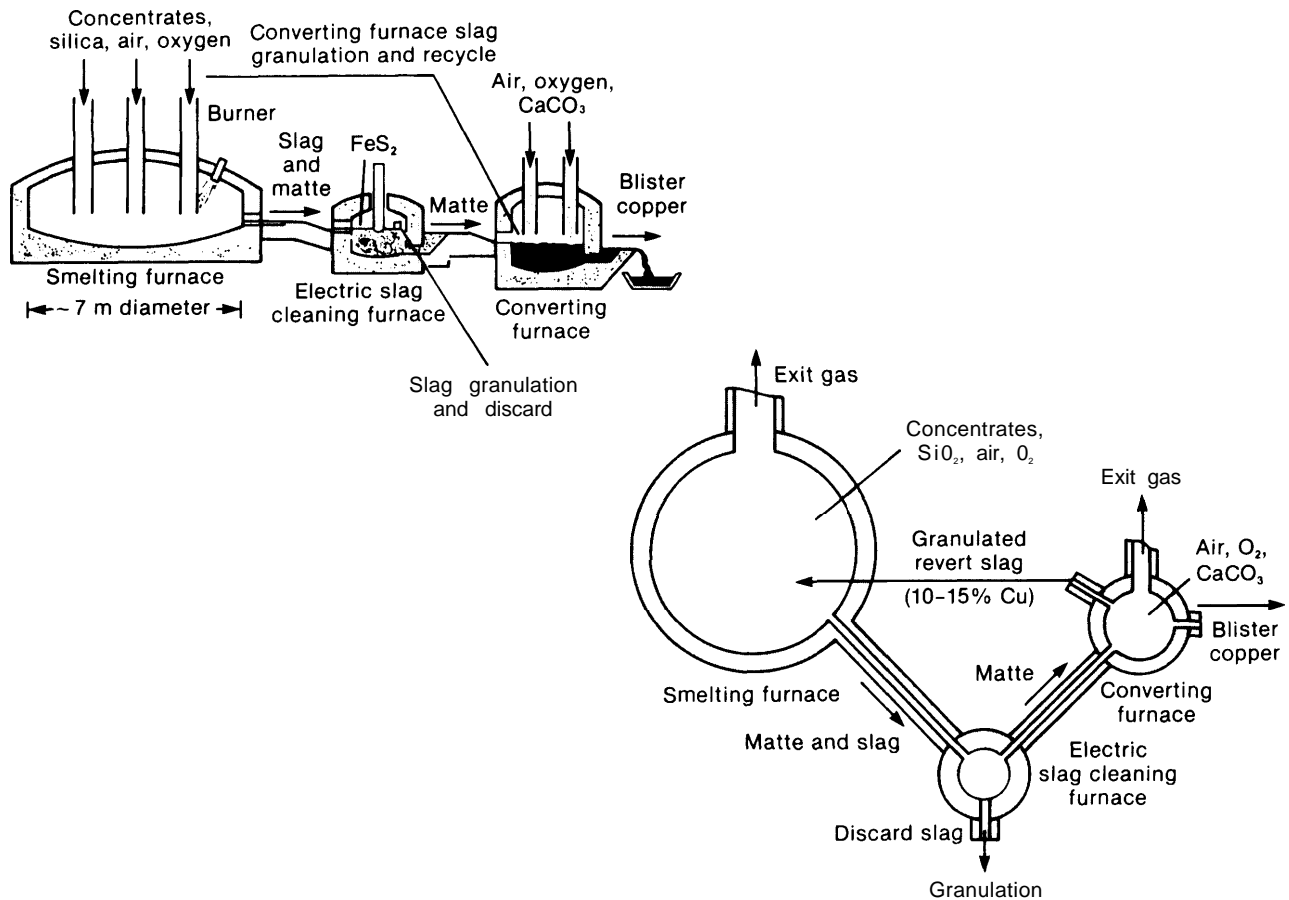 Concentrates,
silica, air, oxygen
Converting furnace slag
granulation and recycle
Air, oxygen,
CaCO₃
Burner
Slag
and
matte
FeS₂
Matte
Blister
copper
Smelting furnace
~ 7 m diameter
Electric slag
cleaning furnace
Converting
furnace
Slag granulation
and discard
Exit gas
Concentrates,
SiO₂, air, O₂
Exit gas
Granulated
revert slag
(10–15% Cu)
Air, O₂,
CaCO₃
Blister
copper
Smelting furnace
Matte
Converting
furnace
Matte and slag
Electric
slag cleaning
furnace
Discard slag
Granulation